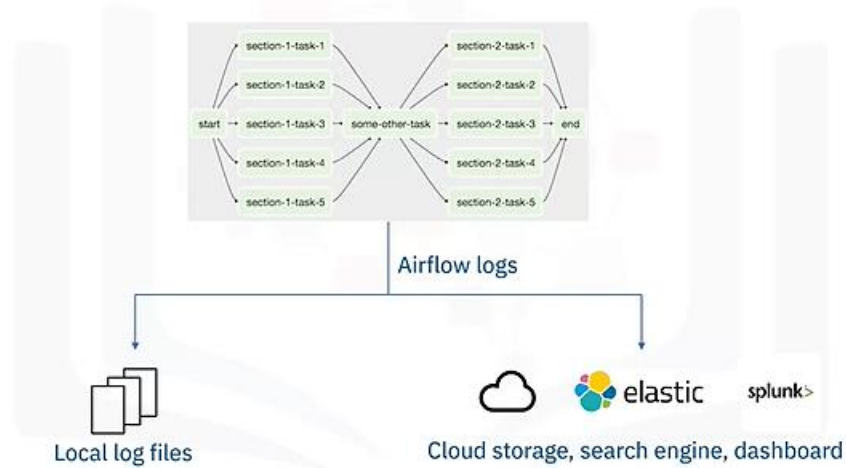 section-1-task-1
section-2-task-1
section-1-task-2
section-2-task-2
start
section-1-task-3
some-other-task
section-2-task-3
end
section-1-task-4
section-2-task-4
section-1-task-5
section-2-task-5
Airflow logs
elastic
splunk>
Local log files
Cloud storage, search engine, dashboard